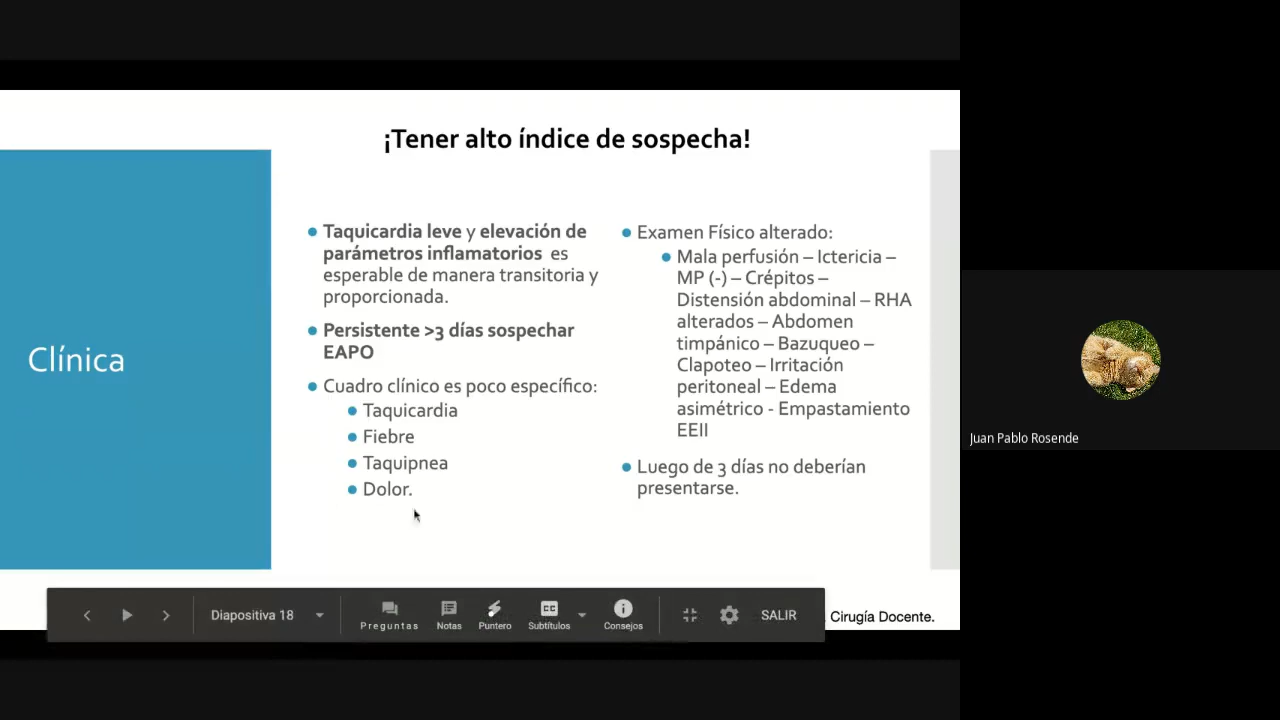 ¡Tener alto índice de sospecha!
Clínica
Taquicardia leve y elevación de
parámetros inflamatorios es
esperable de manera transitoria y
proporcionada.
Persistente >3 días sospechar
EAPO
Cuadro clínico es poco específico:
Taquicardia
Fiebre
Taquipnea
Dolor.
Examen Físico alterado:
Mala perfusión – Ictericia –
MP (-) – Crépitos –
Distensión abdominal – RHA
alterados – Abdomen
timpánico – Bazuqueo –
Clapoteo – Irritación
peritoneal – Edema
asimétrico - Empastamiento
EEII
Luego de 3 días no deberían
presentarse.
Juan Pablo Rosende
Diapositiva 18
Preguntas
Notas
Puntero
CC
Subtítulos
Consejos
SALIR
Cirugía Docente.